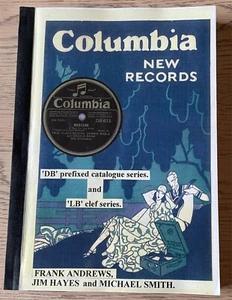 Columbia
NEW
RECORDS
Columbia
'DB' prefixed catalogue series.
and
'LB' clef series.
FRANK ANDREWS,
JIM HAYES and MICHAEL SMITH.